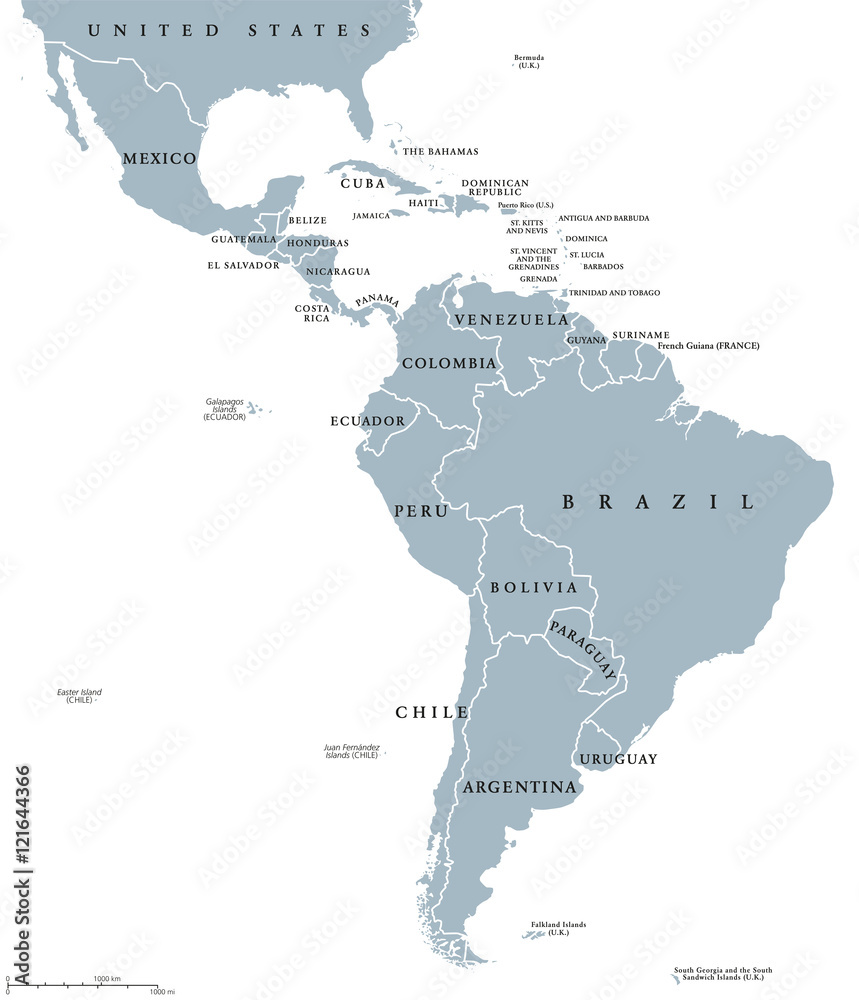 UNITED STATES
Bermuda
(U.K.)
MEXICO
THE BAHAMAS
CUBA
DOMINICAN
REPUBLIC
HAITI
Puerto Rico (U.S.)
JAMAICA
ANTIGUA AND BARBUDA
ST. KITTS
AND NEVIS
BELIZE
GUATEMALA
HONDURAS
DOMINICA
ST. VINCENT
AND THE
GRENADINES
ST. LUCIA
BARBADOS
EL SALVADOR
NICARAGUA
GRENADA
TRINIDAD AND TOBAGO
PANAMA
COSTA
RICA
VENEZUELA
GUYANA
SURINAME
French Guiana (FRANCE)
COLOMBIA
Galapagos
Islands
(ECUADOR)
ECUADOR
BRAZIL
PERU
BOLIVIA
PARAGUAY
Easter Island
(CHILE)
CHILE
Juan Fernández
Islands (CHILE)
URUGUAY
ARGENTINA
Falkland Islands
(U.K.)
South Georgia and the South
Sandwich Islands (U.K.)
0 1000 km
0 1000 mi
Adobe Stock | 121644366
Adobe Stock